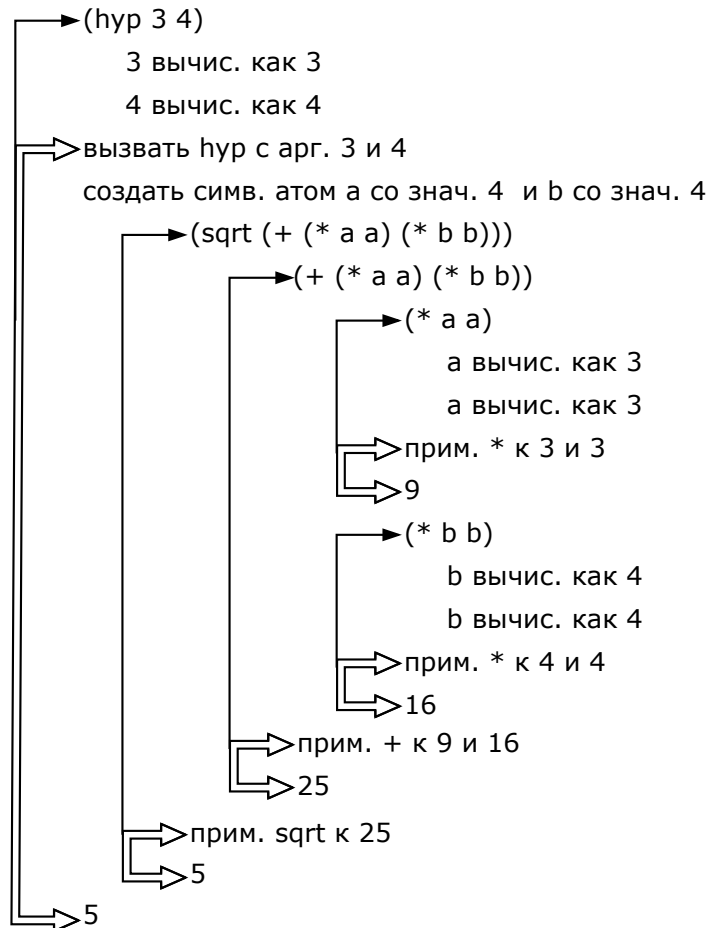 (hyp 3 4)
3 вычис. как 3
4 вычис. как 4
вызвать hyp с арг. 3 и 4
создать симв. атом a со знач. 4 и b со знач. 4
(sqrt (+ (* a a) (* b b)))
(+ (* a a) (* b b))
(* a a)
a вычис. как 3
a вычис. как 3
прим. * к 3 и 3
9
(* b b)
b вычис. как 4
b вычис. как 4
прим. * к 4 и 4
16
прим. + к 9 и 16
25
прим. sqrt к 25
5
5